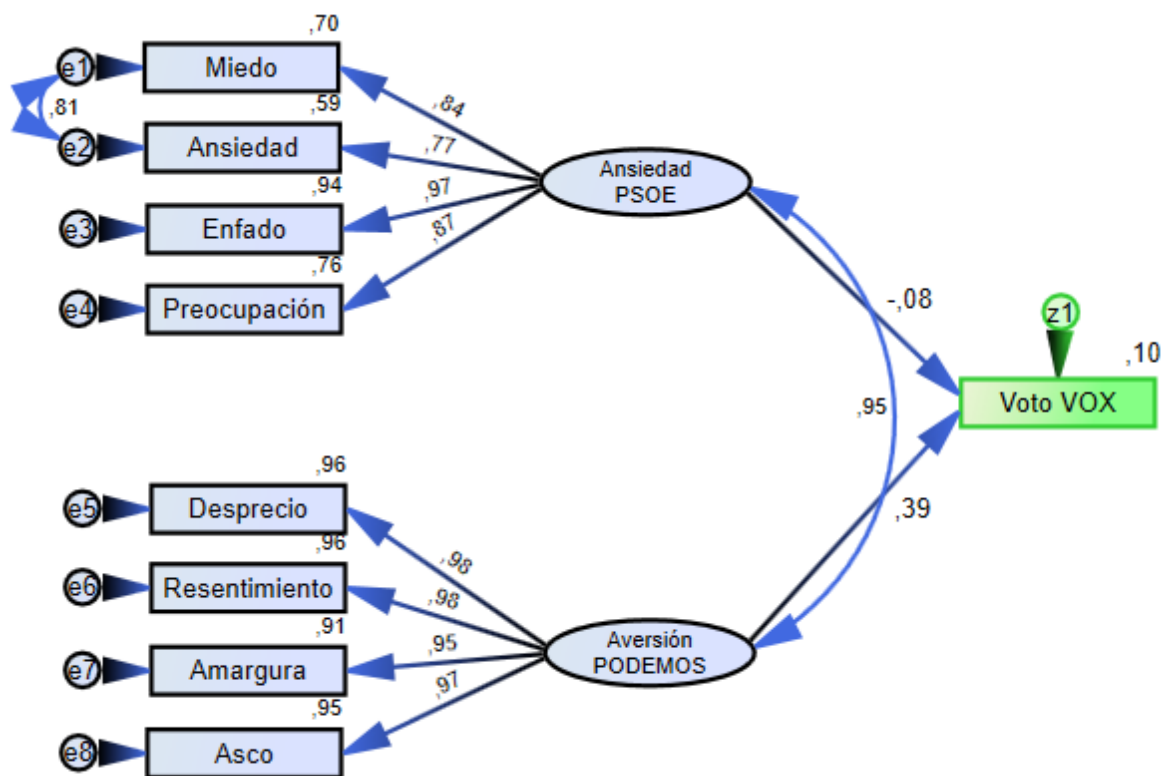 ,70
e1
Miedo
,84
,81
,59
e2
Ansiedad
,77
,94
e3
Enfado
,97
,76
e4
Preocupación
,87
Ansiedad
PSOE
-,08
z1
,10
Voto VOX
,95
,39
,96
e5
Desprecio
,98
,96
e6
Resentimiento
,98
,91
e7
Amargura
,95
,95
e8
Asco
,97
Aversión
PODEMOS